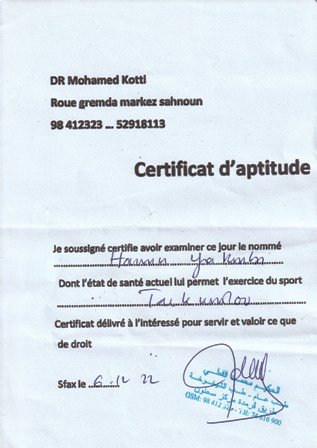 DR Mohamed Kotti
Roue gremda markez sahnoun
98 412323 ... 52918113
Certificat d'aptitude
Je soussigné certifie avoir examiner ce jour le nommé
Dont l'état de santé actuel lui permet l'exercice du sport
Certificat délivré à l'intéressé pour servir et valoir ce que
de droit
Sfax le 6.12 22